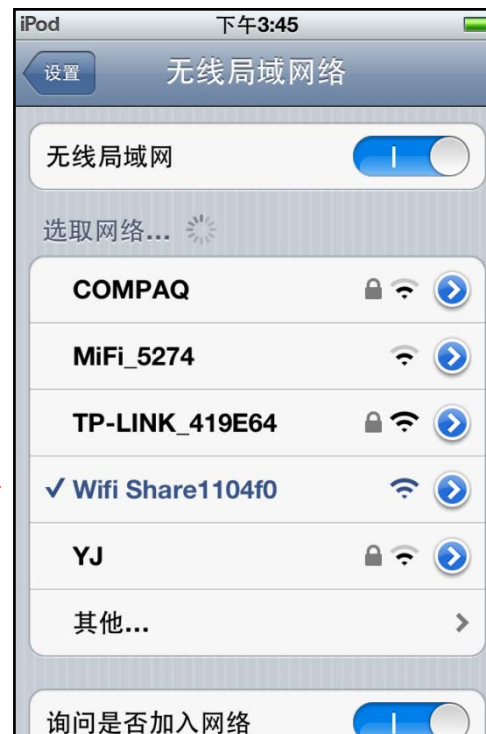 iPod 下午3:45
设置 无线局域网络
无线局域网
选取网络...
COMPAQ
MiFi_5274
TP-LINK_419E64
✓ Wifi Share1104f0
YJ
其他...
询问是否加入网络